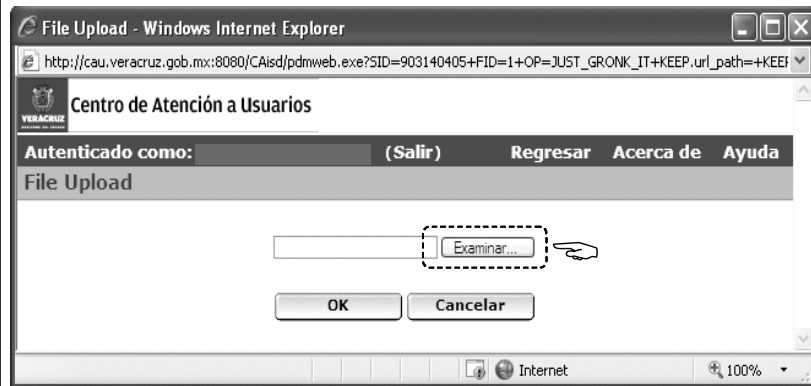 File Upload - Windows Internet Explorer
http://cau.veracruz.gob.mx:8080/CAisd/pdmweb.exe?SID=903140405+FID=1+OP=JUST_GRONK_IT+KEEP.url_path=+KEEF
VERACRUZ
Centro de Atención a Usuarios
Autenticado como: (Salir) Regresar Acerca de Ayuda
File Upload
Examinar...
OK Cancelar
Internet 100%